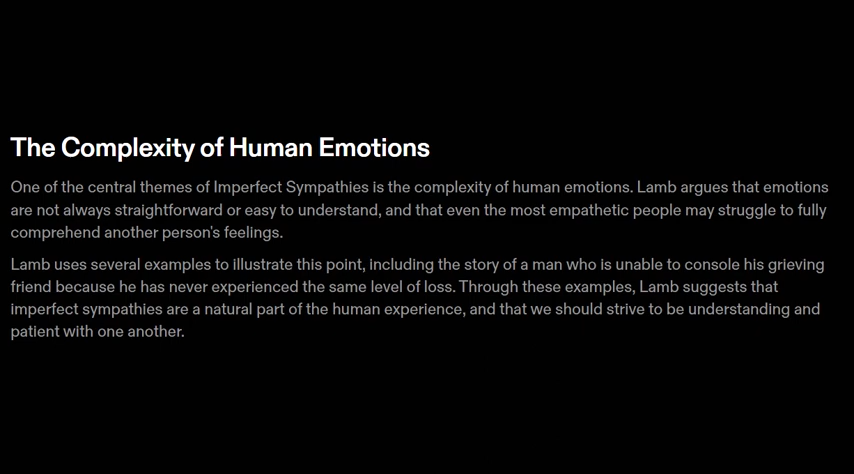 The Complexity of Human Emotions
One of the central themes of Imperfect Sympathies is the complexity of human emotions. Lamb argues that emotions
are not always straightforward or easy to understand, and that even the most empathetic people may struggle to fully
comprehend another person's feelings.
Lamb uses several examples to illustrate this point, including the story of a man who is unable to console his grieving
friend because he has never experienced the same level of loss. Through these examples, Lamb suggests that
imperfect sympathies are a natural part of the human experience, and that we should strive to be understanding and
patient with one another.